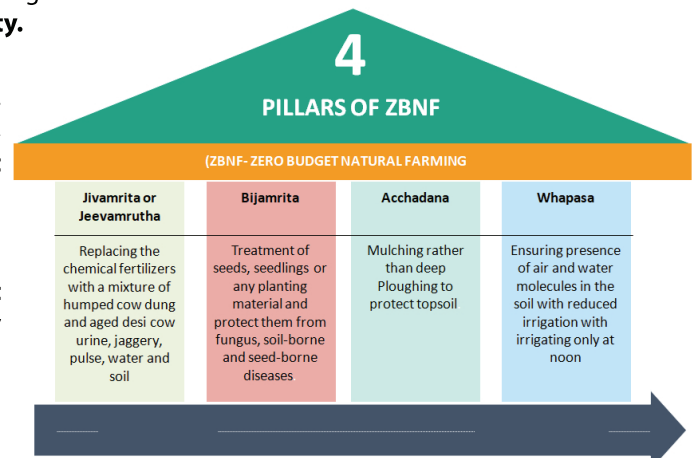 ty.
4
PILLARS OF ZBNF
(ZBNF- ZERO BUDGET NATURAL FARMING
Jivamrita or
Jeevamrutha
Replacing the
chemical fertilizers
with a mixture of
humped cow dung
and aged desi cow
urine, jaggery,
pulse, water and
soil
Bijamrita
Treatment of
seeds, seedlings or
any planting
material and
protect them from
fungus, soil-borne
and seed-borne
diseases.
Acchadana
Mulching rather
than deep
Ploughing to
protect topsoil
Whapasa
Ensuring presence
of air and water
molecules in the
soil with reduced
irrigation with
irrigating only at
noon